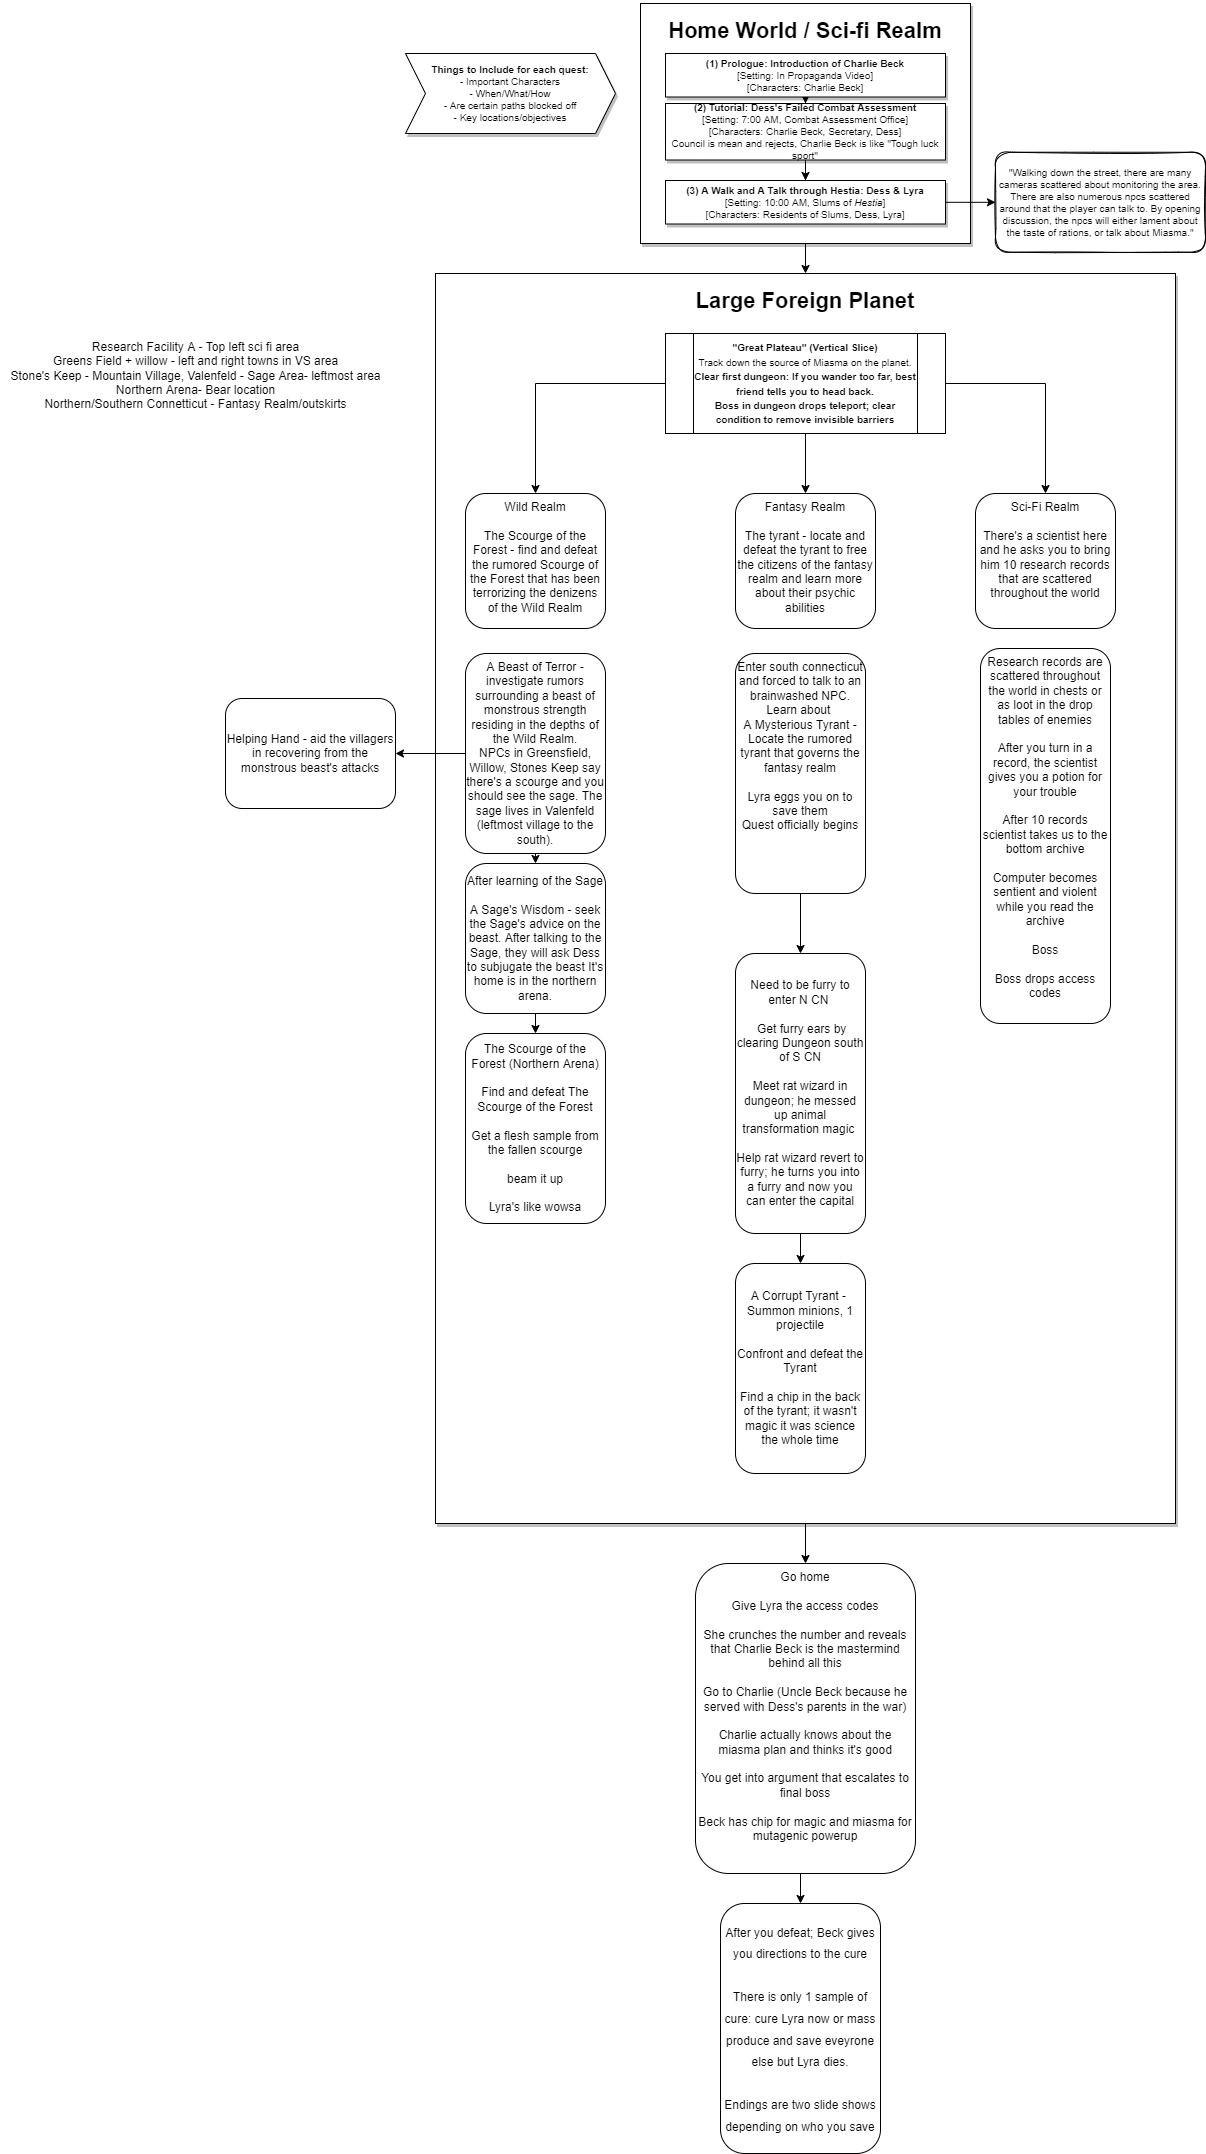 Home World / Sci-fi Realm
Things to Include for each quest:
- Important Characters
- When/What/How
- Are certain paths blocked off
- Key locations/objectives
(1) Prologue: Introduction of Charlie Beck
[Setting: In Propaganda Video]
[Characters: Charlie Beck]
(2) Tutorial: Dess's Failed Combat Assessment
[Setting: 7:00 AM, Combat Assessment Office]
[Characters: Charlie Beck, Secretary, Dess]
Council is mean and rejects, Charlie Beck is like "Tough luck
sport"
(3) A Walk and A Talk through Hestia: Dess & Lyra
[Setting: 10:00 AM, Slums of Hestia]
[Characters: Residents of Slums, Dess, Lyra]
"Walking down the street, there are many
cameras scattered about monitoring the area.
There are also numerous npcs scattered
around that the player can talk to. By opening
discussion, the npcs will either lament about
the taste of rations, or talk about Miasma."
Large Foreign Planet
Research Facility A - Top left sci fi area
Greens Field + willow - left and right towns in VS area
Stone's Keep - Mountain Village, Valenfeld - Sage Area- leftmost area
Northern Arena- Bear location
Northern/Southern Connetticut - Fantasy Realm/outskirts
"Great Plateau" (Vertical Slice)
Track down the source of Miasma on the planet.
Clear first dungeon: If you wander too far, best
friend tells you to head back.
Boss in dungeon drops teleport; clear
condition to remove invisible barriers
Wild Realm
The Scourge of the
Forest - find and defeat
the rumored Scourge of
the Forest that has been
terrorizing the denizens
of the Wild Realm
Fantasy Realm
The tyrant - locate and
defeat the tyrant to free
the citizens of the fantasy
realm and learn more
about their psychic
abilities
Sci-Fi Realm
There's a scientist here
and he asks you to bring
him 10 research records
that are scattered
throughout the world
Helping Hand - aid the villagers
in recovering from the
monstrous beast's attacks
A Beast of Terror -
investigate rumors
surrounding a beast of
monstrous strength
residing in the depths of
the Wild Realm.
NPCs in Greensfield,
Willow, Stones Keep say
there's a scourge and you
should see the sage. The
sage lives in Valenfeld
(leftmost village to the
south).
After learning of the Sage
A Sage's Wisdom - seek
the Sage's advice on the
beast. After talking to the
Sage, they will ask Dess
to subjugate the beast It's
home is in the northern
arena.
The Scourge of the
Forest (Northern Arena)
Find and defeat The
Scourge of the Forest
Get a flesh sample from
the fallen scourge
beam it up
Lyra's like wowsa
Enter south connecticut
and forced to talk to an
brainwashed NPC.
Learn about
A Mysterious Tyrant -
Locate the rumored
tyrant that governs the
fantasy realm
Lyra eggs you on to
save them
Quest officially begins
Need to be furry to
enter N CN
Get furry ears by
clearing Dungeon south
of S CN
Meet rat wizard in
dungeon; he messed
up animal
transformation magic
Help rat wizard revert to
furry; he turns you into
a furry and now you
can enter the capital
A Corrupt Tyrant -
Summon minions, 1
projectile
Confront and defeat the
Tyrant
Find a chip in the back
of the tyrant; it wasn't
magic it was science
the whole time
Research records are
scattered throughout
the world in chests or
as loot in the drop
tables of enemies
After you turn in a
record, the scientist
gives you a potion for
your trouble
After 10 records
scientist takes us to the
bottom archive
Computer becomes
sentient and violent
while you read the
archive
Boss
Boss drops access
codes
Go home
Give Lyra the access codes
She crunches the number and reveals
that Charlie Beck is the mastermind
behind all this
Go to Charlie (Uncle Beck because he
served with Dess's parents in the war)
Charlie actually knows about the
miasma plan and thinks it's good
You get into argument that escalates to
final boss
Beck has chip for magic and miasma for
mutagenic powerup
After you defeat; Beck gives
you directions to the cure
There is only 1 sample of
cure: cure Lyra now or mass
produce and save eveyrone
else but Lyra dies.
Endings are two slide shows
depending on who you save